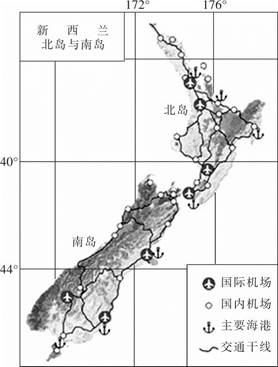 新 西 兰
北岛与南岛
172°
176°
北岛
40°
南岛
44°
国际机场
国内机场
主要海港
交通干线